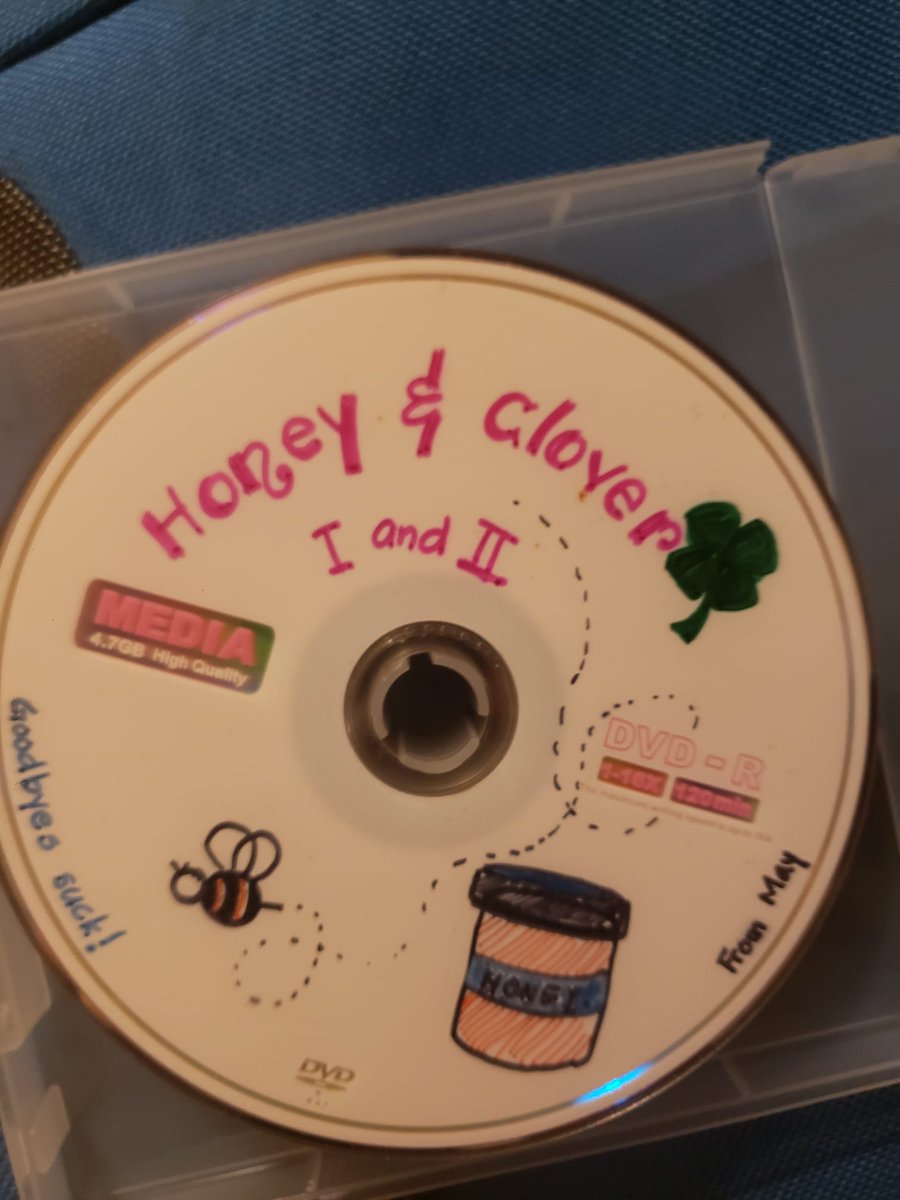 Honey & Clover
I and II
MEDIA
4.7GB High Quality
DVD-R
1-16X 120min
Goodbyes suck!
From May
HONEY
DVD